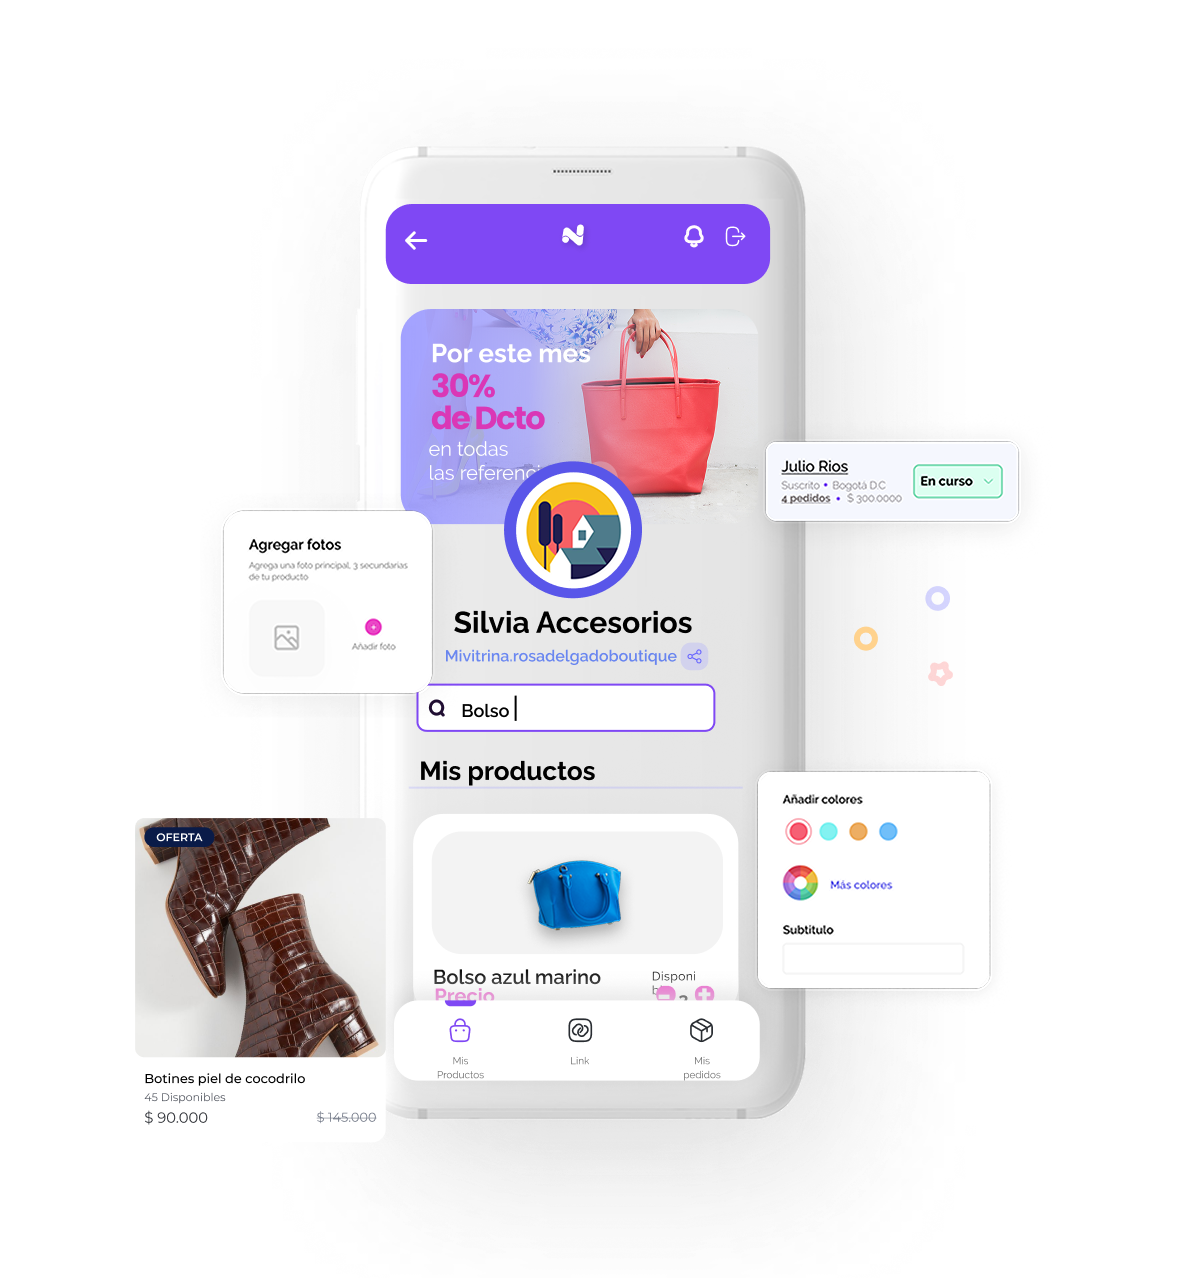 Por este mes
30%
de Dcto
en todas
las referenci
Julio Rios
Suscrito • Bogotá D.C
4 pedidos • $ 300.0000
En curso
Agregar fotos
Agrega una foto principal, 3 secundarias
de tu producto
Añadir foto
Silvia Accesorios
Mivitrina.rosadelgadoboutique
Bolso
Mis productos
OFERTA
Botines piel de cocodrilo
45 Disponibles
$ 90.000
$ 145.000
Añadir colores
Más colores
Subtitulo
Bolso azul marino
Precio
Disponi
Mis
Productos
Link
Mis
pedidos